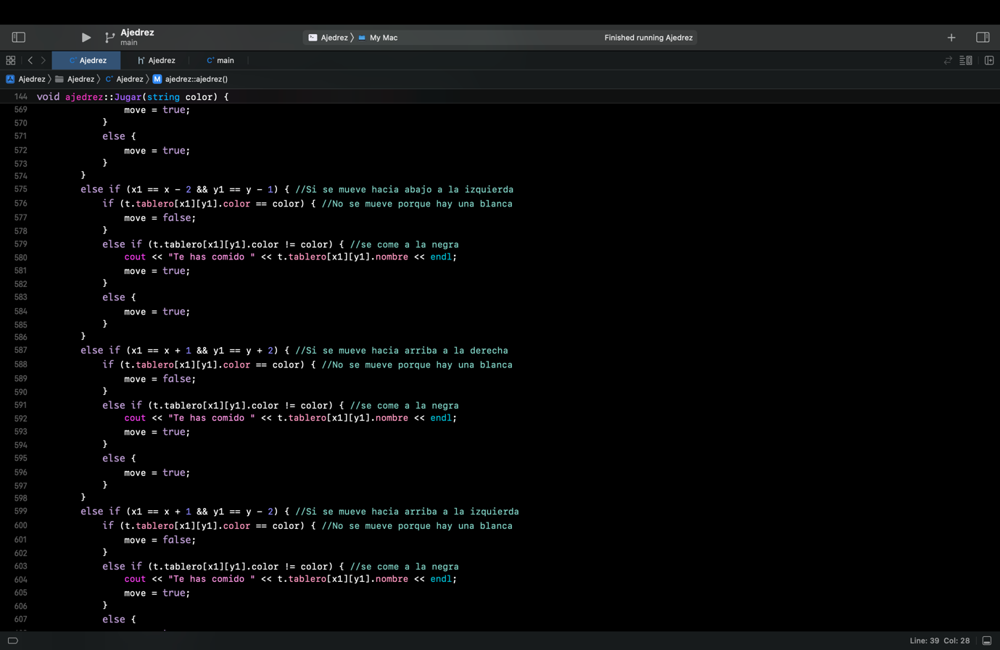 Ajedrez
main
Ajedrez 〉 My Mac
Finished running Ajedrez
C+ Ajedrez
h+ Ajedrez
C+ main
Ajedrez 〉 Ajedrez 〉 C+ Ajedrez 〉 M ajedrez::ajedrez()
144 void ajedrez::Jugar(string color) {
569 move = true;
570 }
571 else {
572 move = true;
573 }
574 }
575 else if (x1 == x - 2 && y1 == y - 1) { //Si se mueve hacia abajo a la izquierda
576 if (t.tablero[x1][y1].color == color) { //No se mueve porque hay una blanca
577 move = false;
578 }
579 else if (t.tablero[x1][y1].color != color) { //se come a la negra
580 cout << "Te has comido " << t.tablero[x1][y1].nombre << endl;
581 move = true;
582 }
583 else {
584 move = true;
585 }
586 }
587 else if (x1 == x + 1 && y1 == y + 2) { //Si se mueve hacia arriba a la derecha
588 if (t.tablero[x1][y1].color == color) { //No se mueve porque hay una blanca
589 move = false;
590 }
591 else if (t.tablero[x1][y1].color != color) { //se come a la negra
592 cout << "Te has comido " << t.tablero[x1][y1].nombre << endl;
593 move = true;
594 }
595 else {
596 move = true;
597 }
598 }
599 else if (x1 == x + 1 && y1 == y - 2) { //Si se mueve hacia arriba a la izquierda
600 if (t.tablero[x1][y1].color == color) { //No se mueve porque hay una blanca
601 move = false;
602 }
603 else if (t.tablero[x1][y1].color != color) { //se come a la negra
604 cout << "Te has comido " << t.tablero[x1][y1].nombre << endl;
605 move = true;
606 }
607 else {
Line: 39 Col: 28